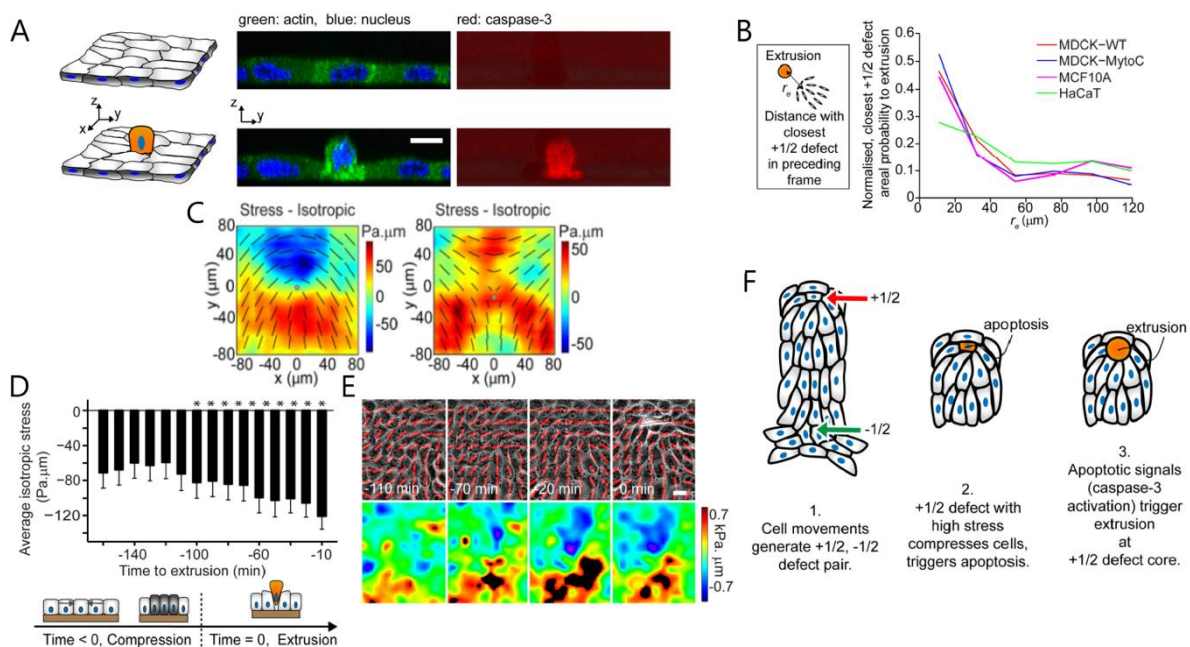 A
green: actin, blue: nucleus
red: caspase-3
z
y
x
z
y
B
Extrusion
re
Distance with
closest
+1/2 defect
in preceding
frame
Normalised, closest +1/2 defect
areal probability to extrusion
0.6
0.5
0.4
0.3
0.2
0.1
0
0 20 40 60 80 100 120
re (μm)
MDCK-WT
MDCK-MytoC
MCF10A
HaCaT
C
Stress - Isotropic
Stress - Isotropic
Pa.μm
Pa.μm
80
40
0
-40
-80
y (μm)
-80 -40 0 40 80
x (μm)
50
0
-50
80
40
0
-40
-80
y (μm)
-80 -40 0 40 80
x (μm)
50
0
-50
D
Average isotropic stress
(Pa.μm)
0
-40
-80
-120
* * * * * * * * * *
-140 -100 -60 -10
Time to extrusion (min)
Time < 0, Compression
Time = 0, Extrusion
E
-110 min
-70 min
-20 min
0 min
0.7
-0.7
kPa. μm
F
+1/2
-1/2
apoptosis
extrusion
1.
Cell movements
generate +1/2, -1/2
defect pair.
2.
+1/2 defect with
high stress
compresses cells,
triggers apoptosis.
3.
Apoptotic signals
(caspase-3
activation) trigger
extrusion
at
+1/2 defect core.